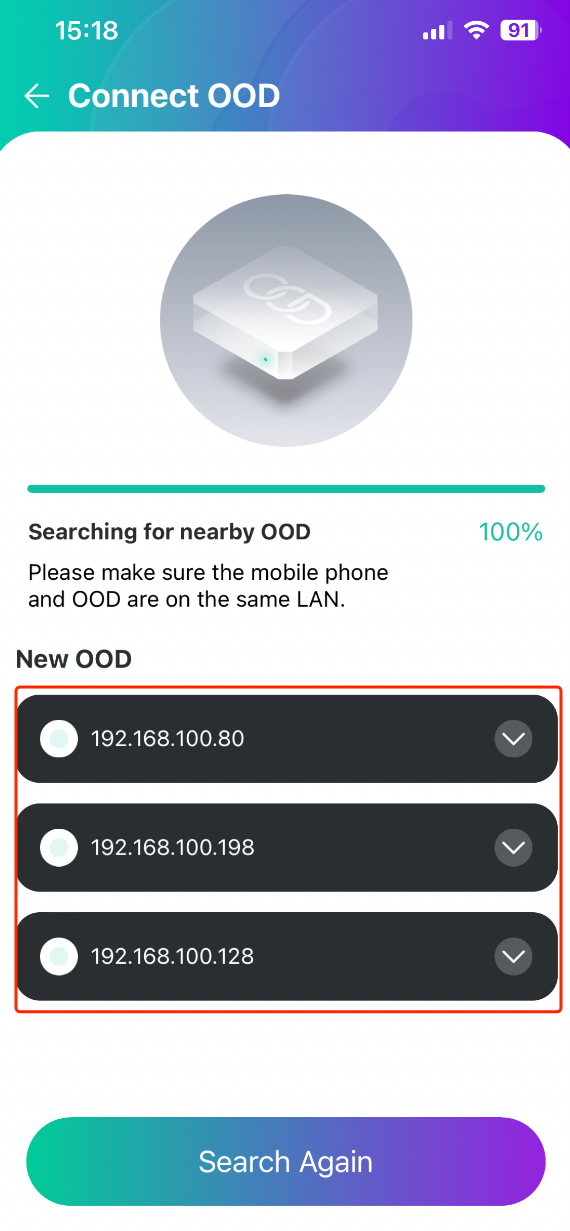 15:18
91
Connect OOD
OOD
Searching for nearby OOD
100%
Please make sure the mobile phone
and OOD are on the same LAN.
New OOD
192.168.100.80
192.168.100.198
192.168.100.128
Search Again